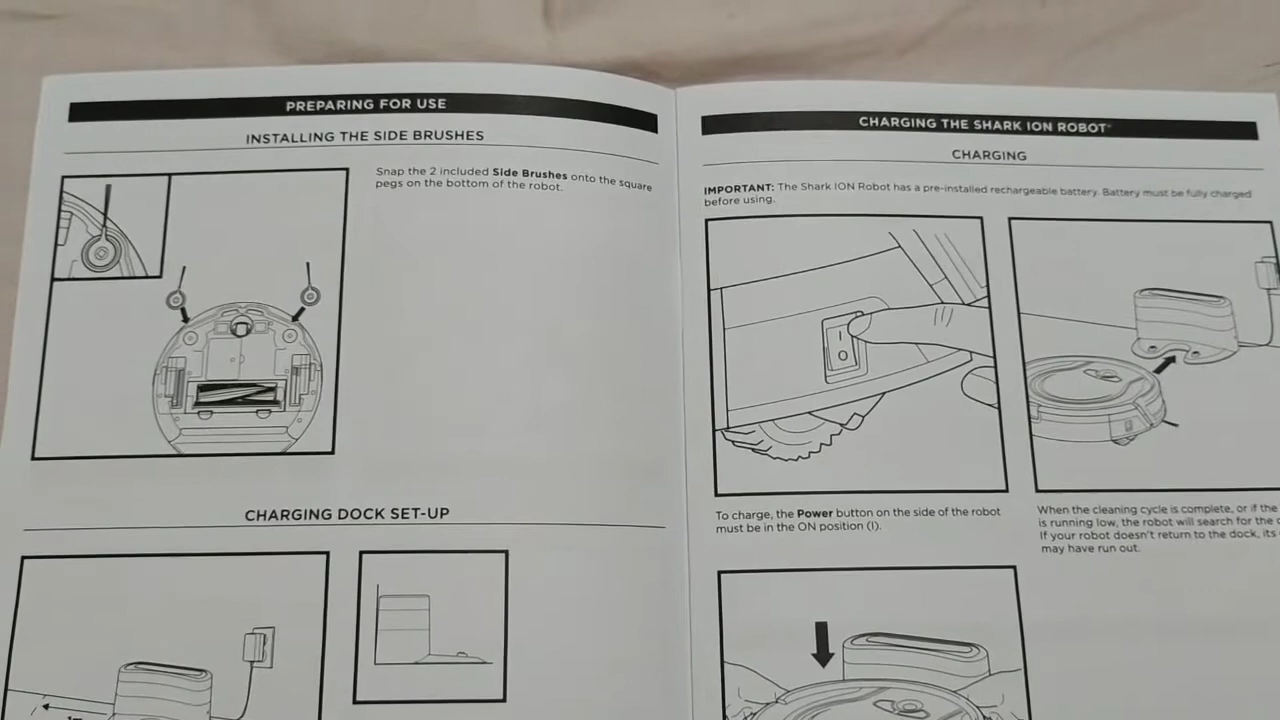 PREPARING FOR USE
INSTALLING THE SIDE BRUSHES
Snap the 2 included Side Brushes onto the square
pegs on the bottom of the robot.
CHARGING DOCK SET-UP
CHARGING THE SHARK ION ROBOT®
CHARGING
IMPORTANT: The Shark ION Robot has a pre-installed rechargeable battery. Battery must be fully charged
before using.
To charge, the Power button on the side of the robot
must be in the ON position (I).
When the cleaning cycle is complete, or if the
is running low, the robot will search for the
If your robot doesn't return to the dock, its
may have run out.